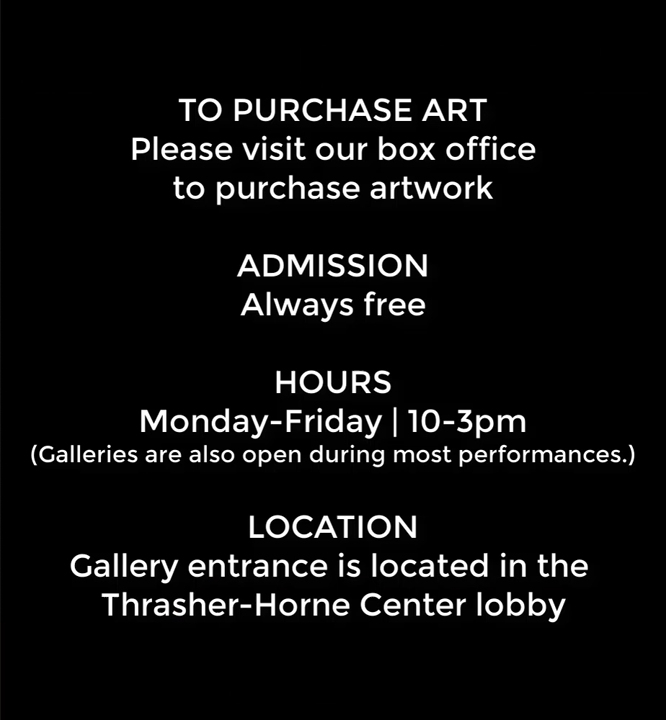 TO PURCHASE ART
Please visit our box office
to purchase artwork
ADMISSION
Always free
HOURS
Monday-Friday | 10-3pm
(Galleries are also open during most performances.)
LOCATION
Gallery entrance is located in the
Thrasher-Horne Center lobby